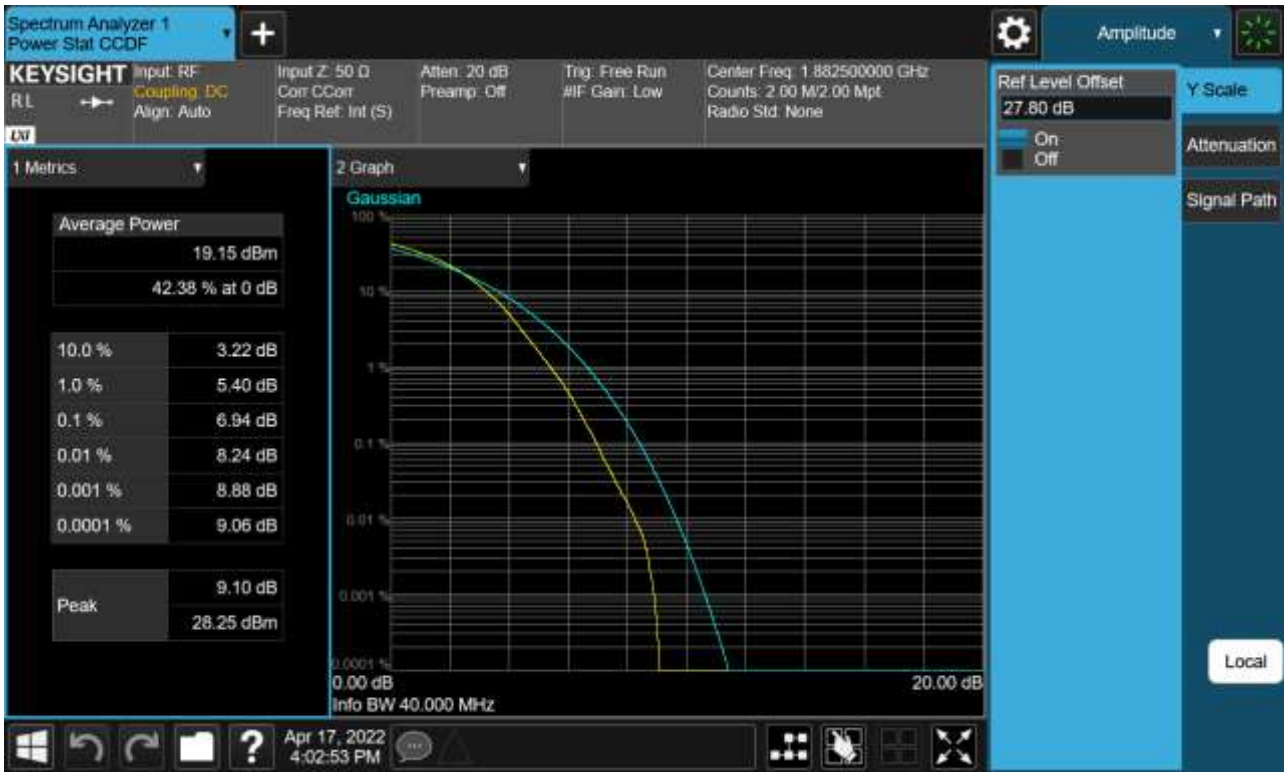 Spectrum Analyzer 1
Power Stat CCDF
+
Amplitude
KEYSIGHT
RL
LXI
Input: RF
Coupling: DC
Align: Auto
Input Z: 50 Ω
Corr CCorr
Freq Ref: Int (S)
Atten: 20 dB
Preamp: Off
Trig: Free Run
#IF Gain: Low
Center Freq: 1.882500000 GHz
Counts: 2.00 M/2.00 Mpt
Radio Std: None
Ref Level Offset
27.80 dB
On
Off
Y Scale
Attenuation
Signal Path
Local
1 Metrics
Average Power
19.15 dBm
42.38 % at 0 dB
10.0 % 3.22 dB
1.0 % 5.40 dB
0.1 % 6.94 dB
0.01 % 8.24 dB
0.001 % 8.88 dB
0.0001 % 9.06 dB
Peak
9.10 dB
28.25 dBm
2 Graph
Gaussian
100 %
10 %
1 %
0.1 %
0.01 %
0.001 %
0.0001 %
0.00 dB 20.00 dB
Info BW 40.000 MHz
?
Apr 17, 2022
4:02:53 PM